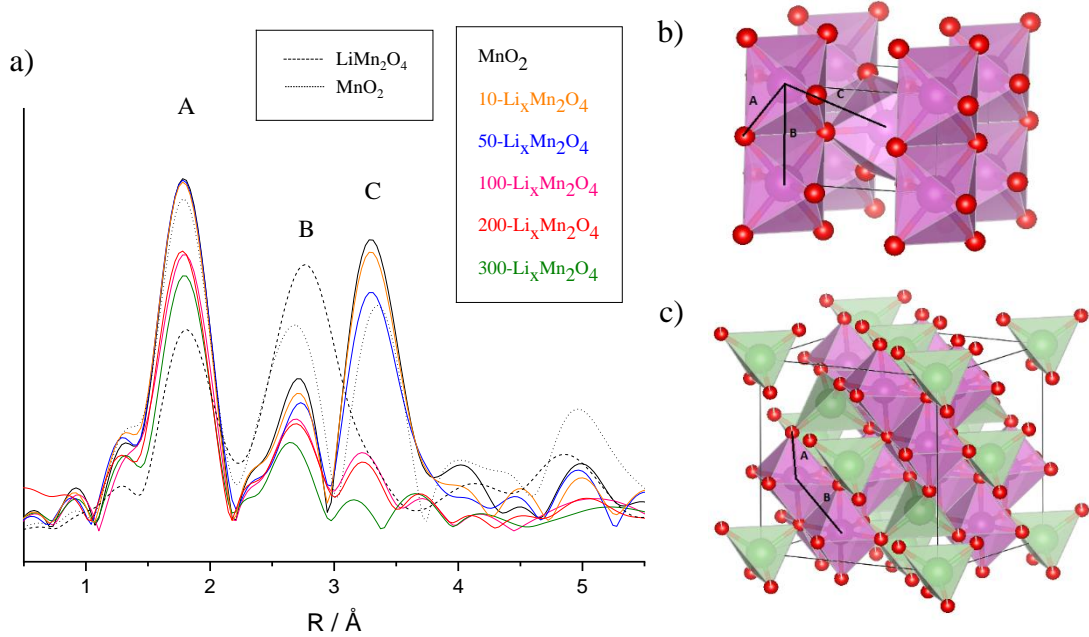 a)
LiMn₂O₄
MnO₂
MnO₂
10-LiₓMn₂O₄
50-LiₓMn₂O₄
100-LiₓMn₂O₄
200-LiₓMn₂O₄
300-LiₓMn₂O₄
A
B
C
1 2 3 4 5
R / Å
b)
A
B
C
c)
A
B